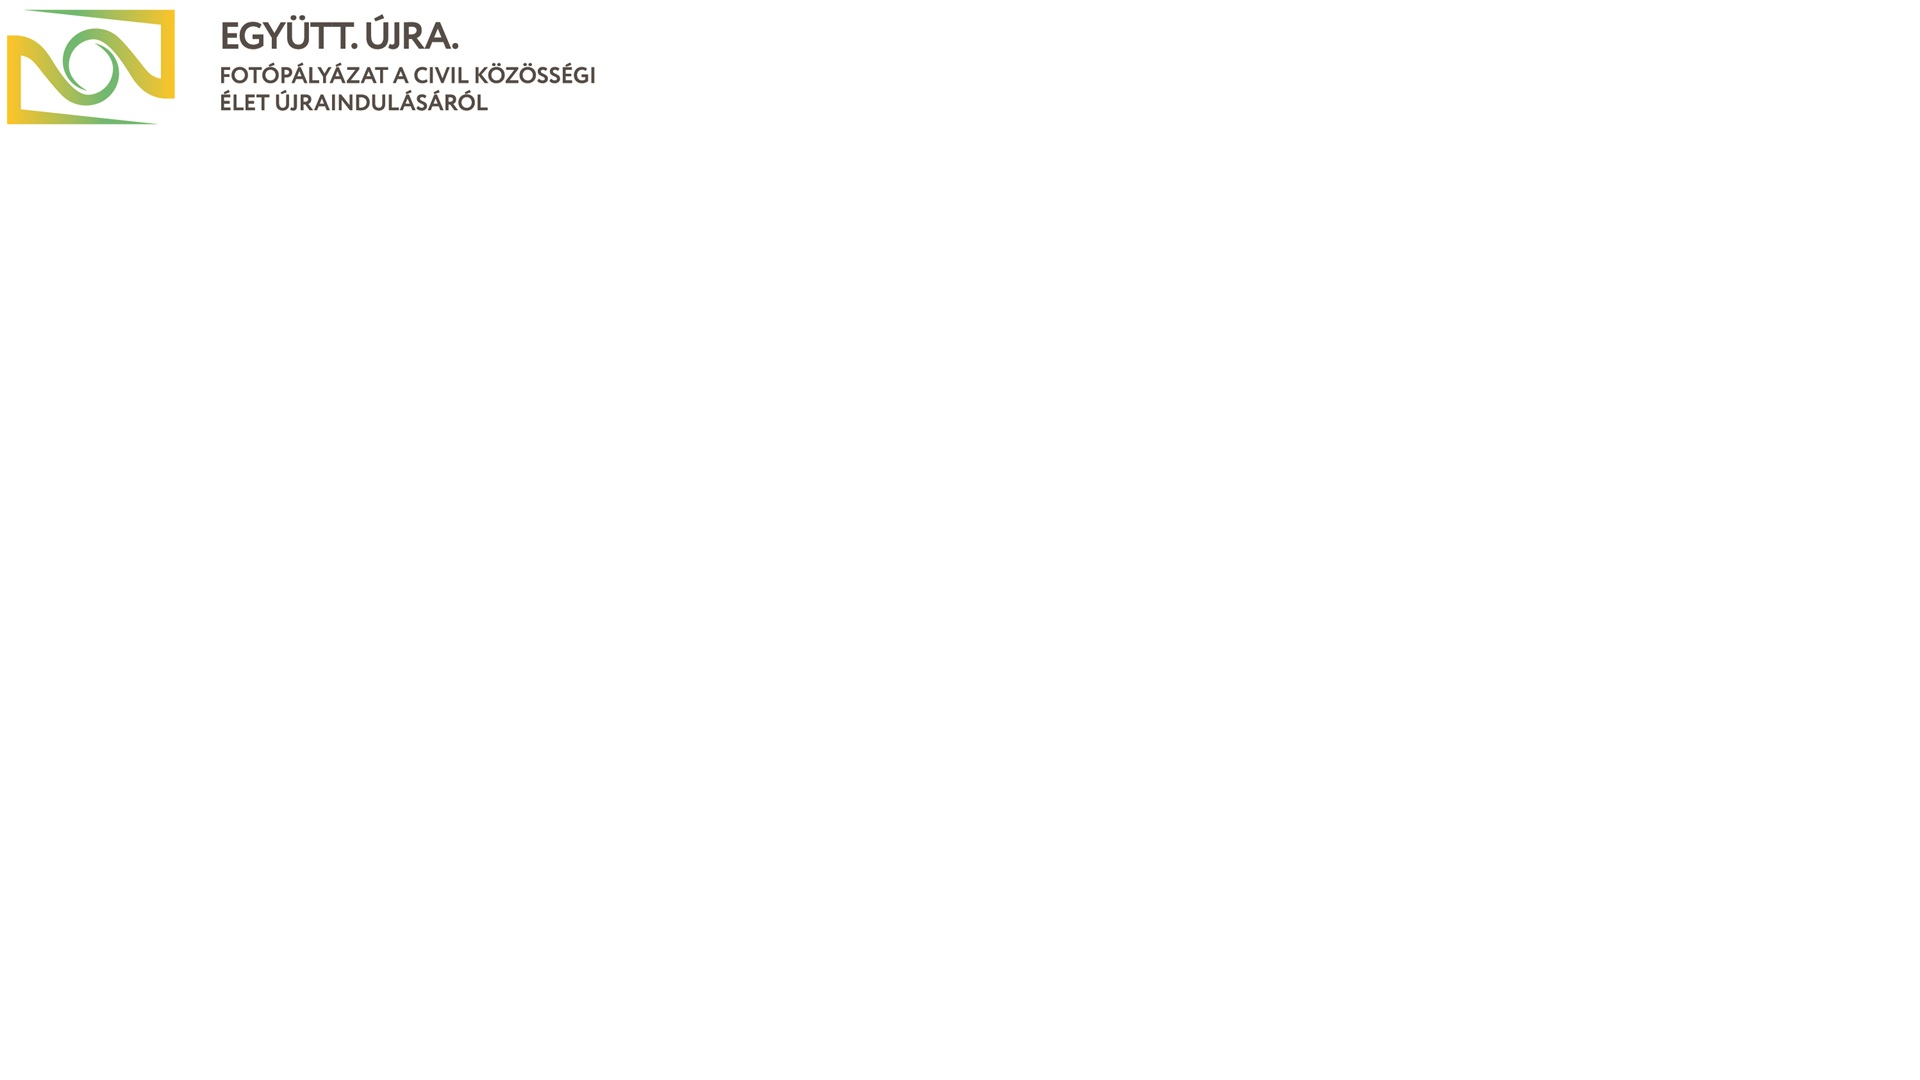 EGYÜTT. ÚJRA.
FOTÓPÁLYÁZAT A CIVIL KÖZÖSSÉGI
ÉLET ÚJRAINDULÁSÁRÓL